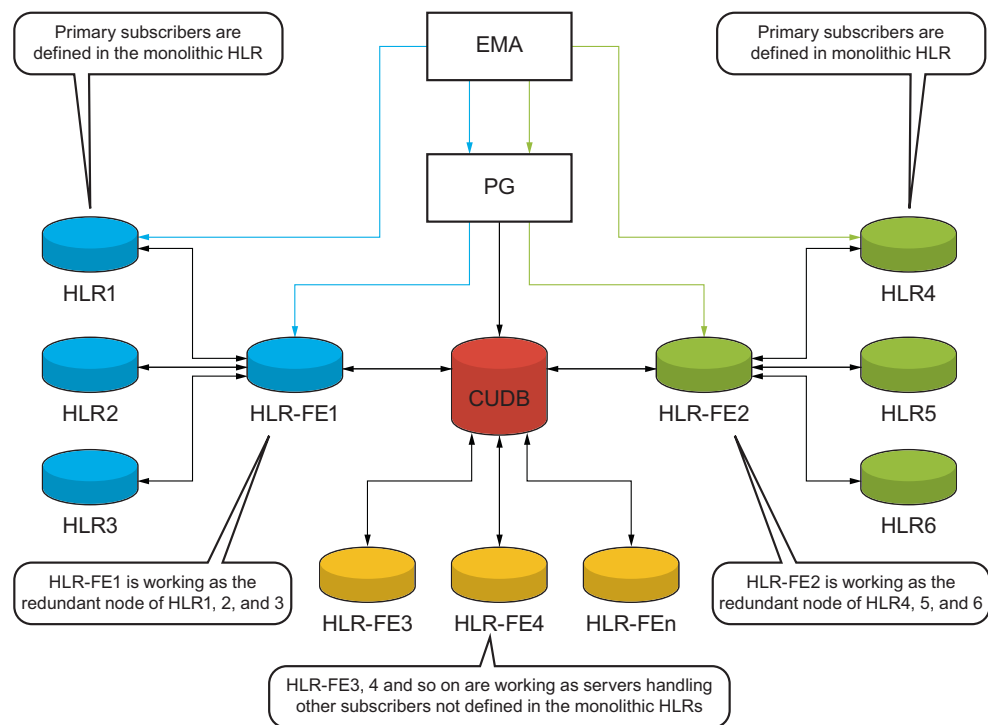 Primary subscribers are
defined in the monolithic HLR
EMA
Primary subscribers are
defined in monolithic HLR
PG
HLR1
HLR4
HLR2
HLR-FE1
CUDB
HLR-FE2
HLR5
HLR3
HLR6
HLR-FE1 is working as the
redundant node of HLR1, 2, and 3
HLR-FE2 is working as the
redundant node of HLR4, 5, and 6
HLR-FE3
HLR-FE4
HLR-FEn
HLR-FE3, 4 and so on are working as servers handling
other subscribers not defined in the monolithic HLRs